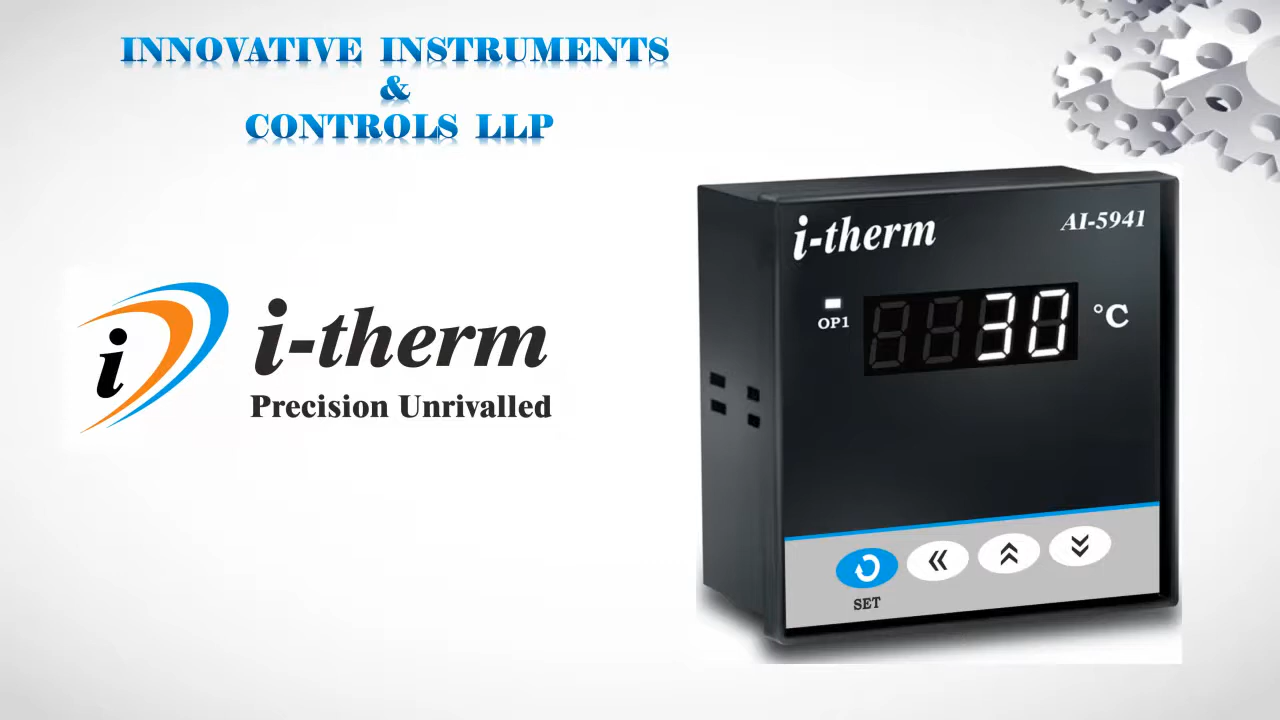 INNOVATIVE INSTRUMENTS
&
CONTROLS LLP
i
i-therm
Precision Unrivalled
i-therm
AI-5941
OP1
30
°C
SET